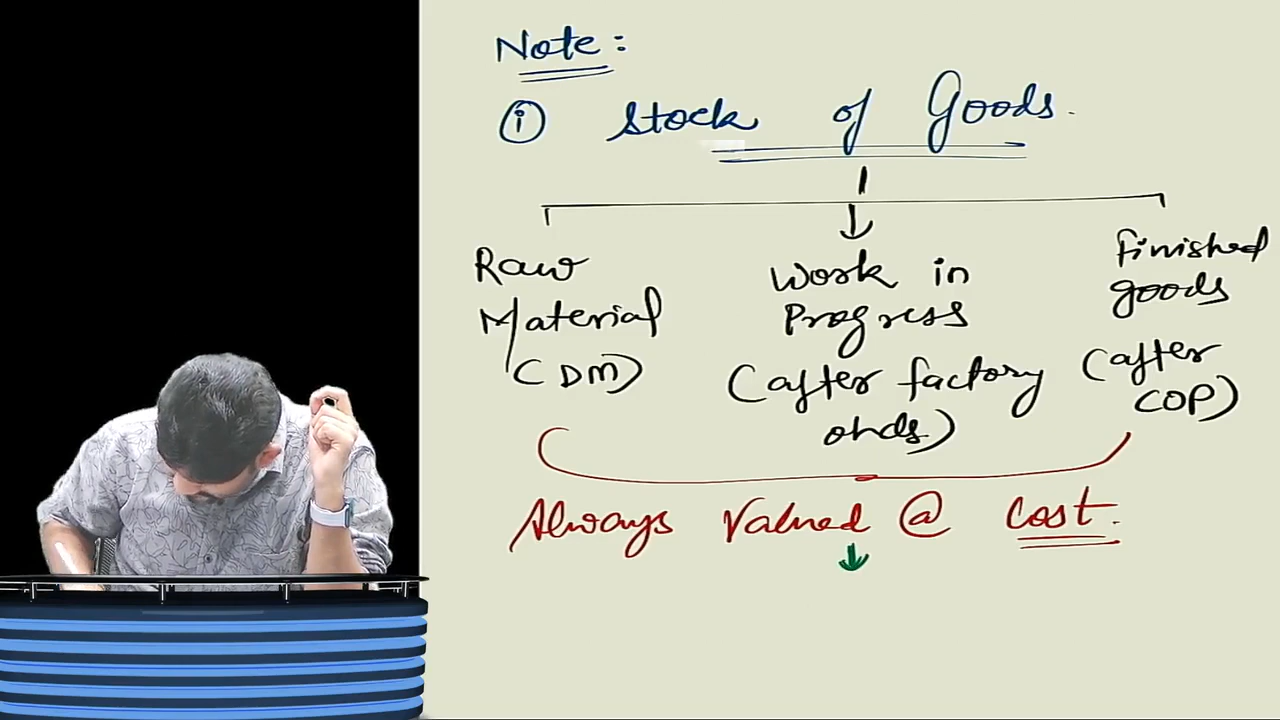 Note:
① Stock of Goods.
Raw Material (DM)
Work in Progress (after factory ohds)
Finished goods (after COP)
Always Valued @ Cost.